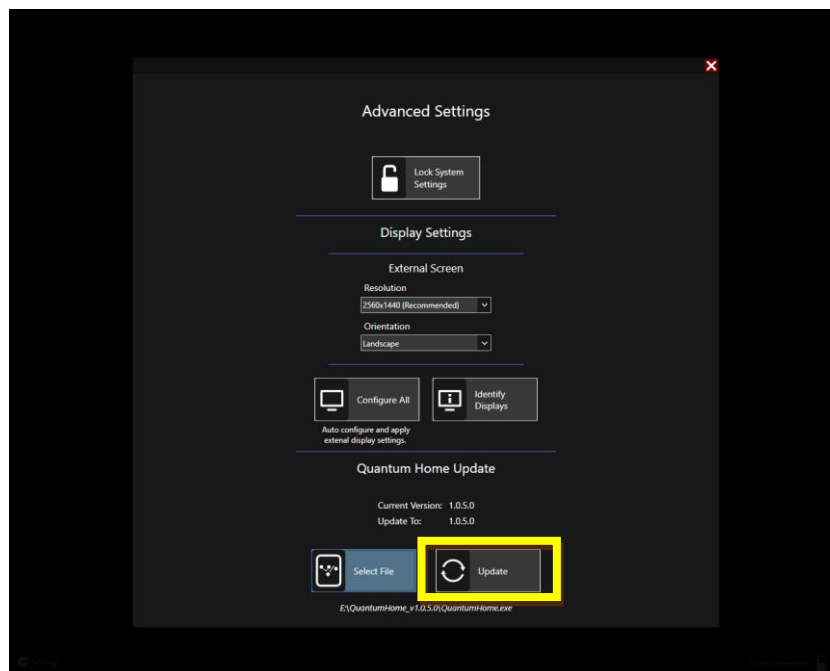 Advanced Settings
Lock System
Settings
Display Settings
External Screen
Resolution
2560x1440 (Recommended)
Orientation
Landscape
Configure All
Identify
Displays
Auto configure and apply
extenal display settings.
Quantum Home Update
Current Version: 1.0.5.0
Update To: 1.0.5.0
Select File
Update
E:\QuantumHome_v1.0.5.0\QuantumHome.exe